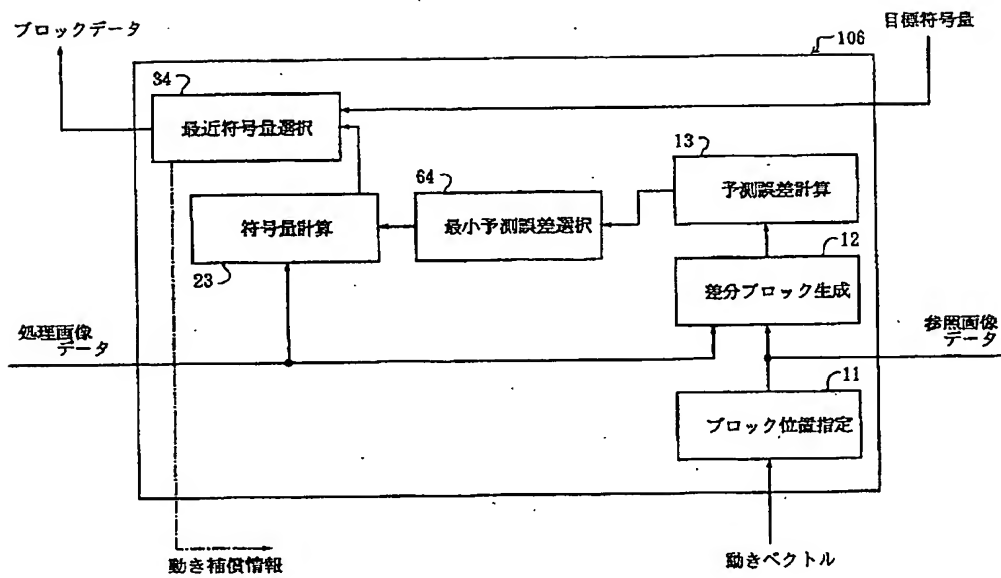 ブロックデータ
目標符号量
106
34
最近符号量選択
13
予測誤差計算
64
最小予測誤差選択
符号量計算
23
12
差分ブロック生成
処理画像
データ
参照画像
データ
11
ブロック位置指定
動き補償情報
動きベクトル